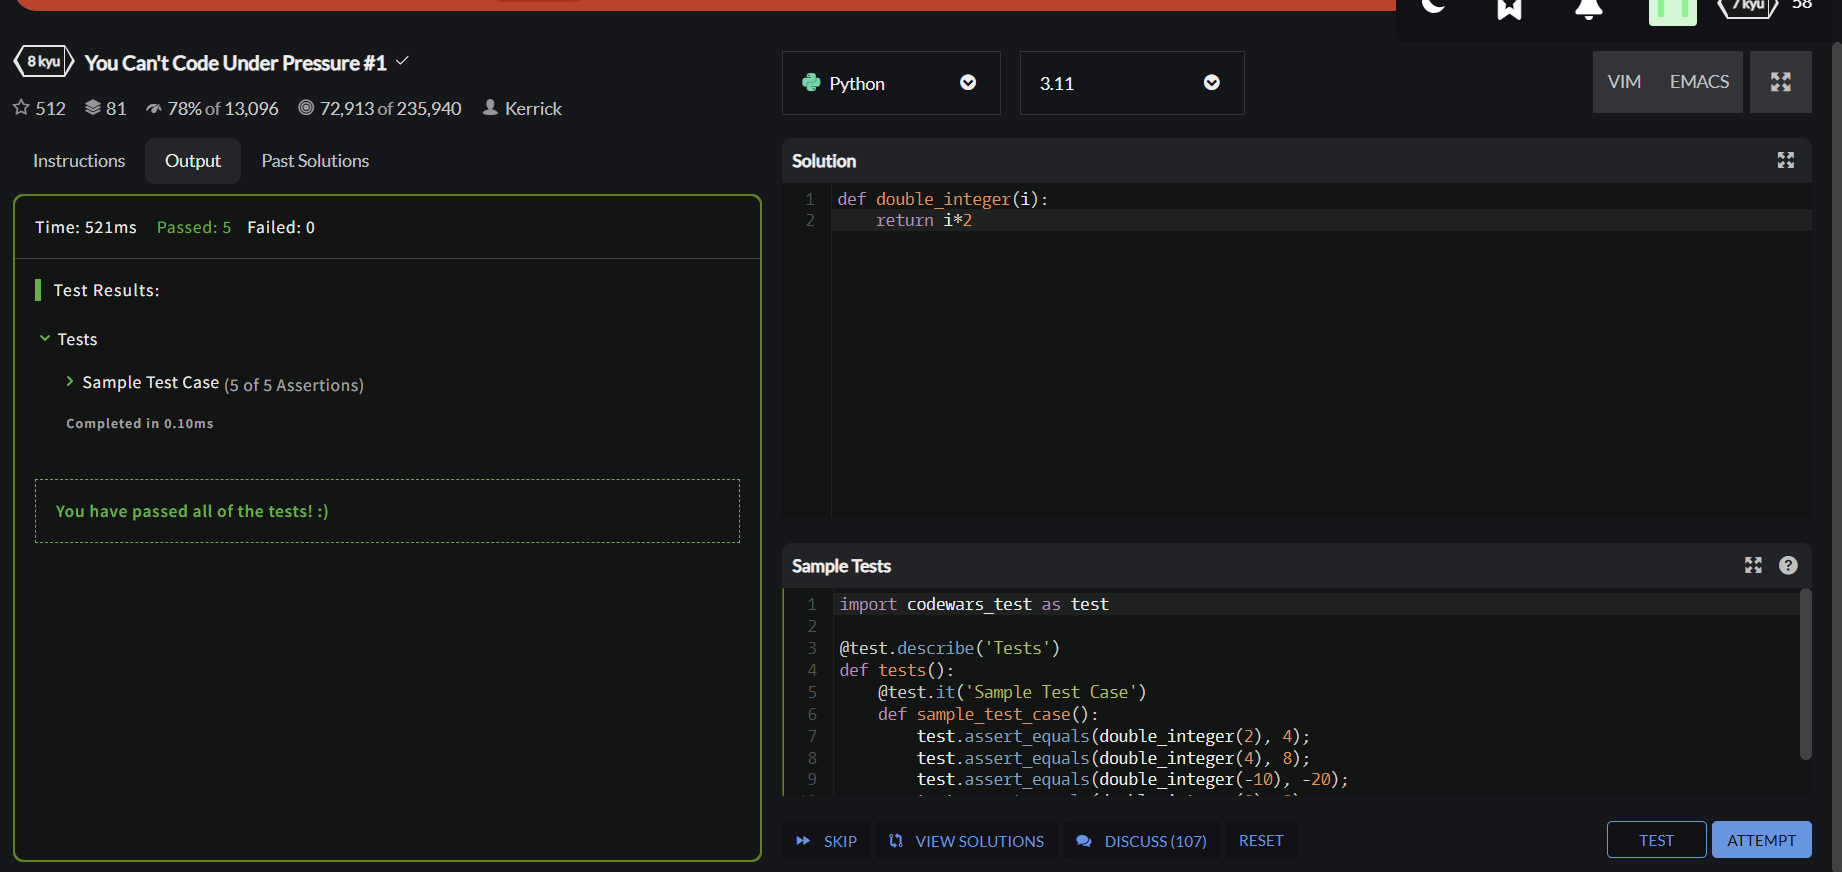 7 kyu 58
8 kyu You Can't Code Under Pressure #1
512 81 78% of 13,096 72,913 of 235,940 Kerrick
Instructions Output Past Solutions
Time: 521ms Passed: 5 Failed: 0
Test Results:
Tests
Sample Test Case (5 of 5 Assertions)
Completed in 0.10ms
You have passed all of the tests! :)
Python 3.11 VIM EMACS
Solution
1 def double_integer(i):
2     return i*2
Sample Tests ?
1 import codewars_test as test
2
3 @test.describe('Tests')
4 def tests():
5     @test.it('Sample Test Case')
6     def sample_test_case():
7         test.assert_equals(double_integer(2), 4);
8         test.assert_equals(double_integer(4), 8);
9         test.assert_equals(double_integer(-10), -20);
SKIP VIEW SOLUTIONS DISCUSS (107) RESET TEST ATTEMPT